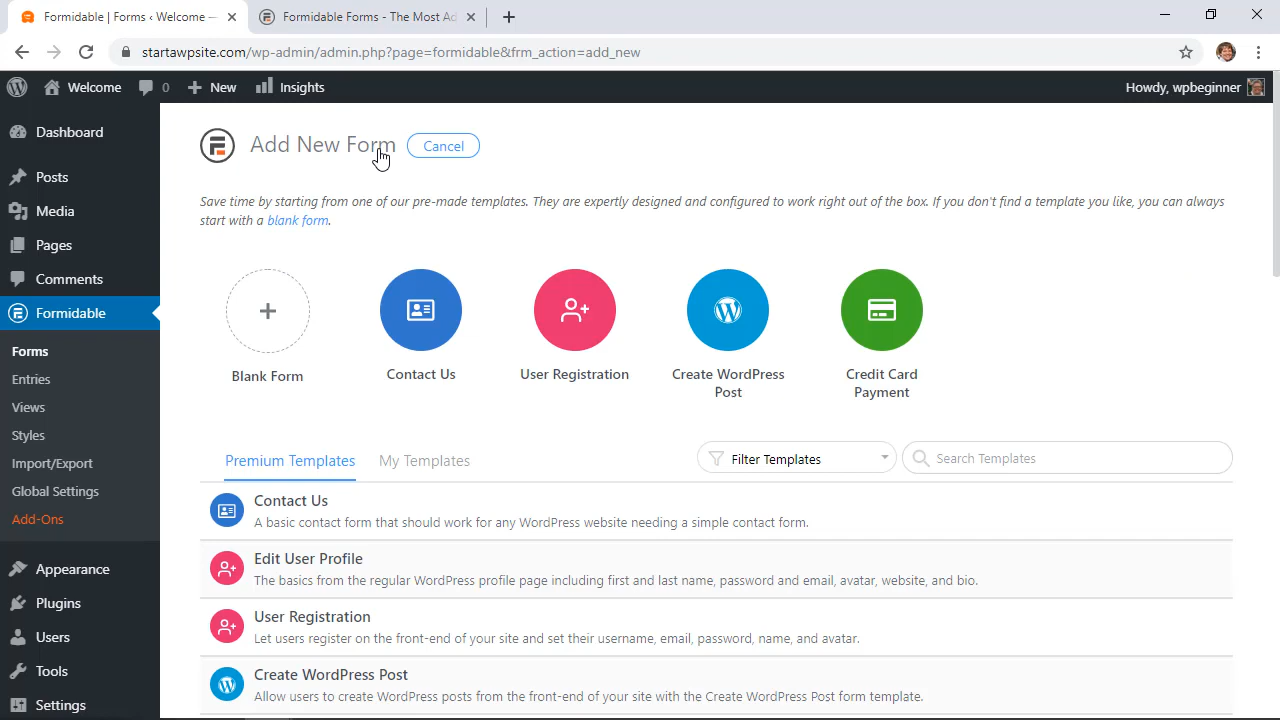 Formidable | Forms ‹ Welcome —
Formidable Forms - The Most Ad
startawpsite.com/wp-admin/admin.php?page=formidable&frm_action=add_new
Welcome
0
New
Insights
Howdy, wpbeginner
Dashboard
Posts
Media
Pages
Comments
Formidable
Forms
Entries
Views
Styles
Import/Export
Global Settings
Add-Ons
Appearance
Plugins
Users
Tools
Settings
Add New Form
Cancel
Save time by starting from one of our pre-made templates. They are expertly designed and configured to work right out of the box. If you don't find a template you like, you can always
start with a blank form.
Blank Form
Contact Us
User Registration
Create WordPress
Post
Credit Card
Payment
Premium Templates
My Templates
Filter Templates
Search Templates
Contact Us
A basic contact form that should work for any WordPress website needing a simple contact form.
Edit User Profile
The basics from the regular WordPress profile page including first and last name, password and email, avatar, website, and bio.
User Registration
Let users register on the front-end of your site and set their username, email, password, name, and avatar.
Create WordPress Post
Allow users to create WordPress posts from the front-end of your site with the Create WordPress Post form template.